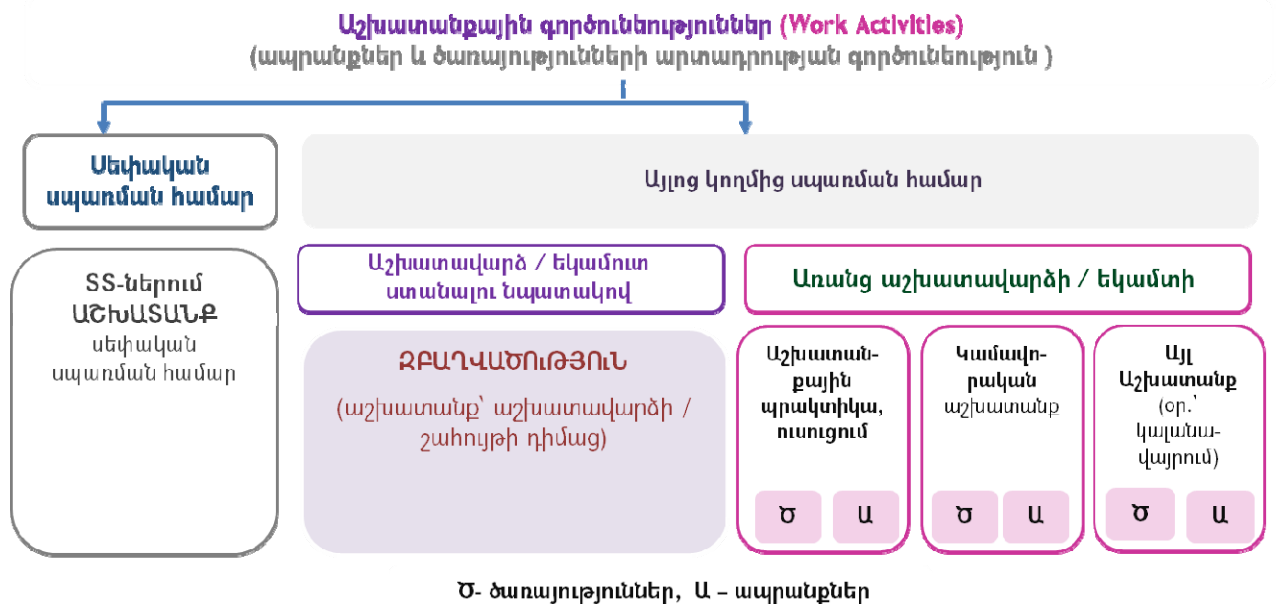 Աշխատանքային գործունեություններ (Work Activities)
(ապրանքներ և ծառայությունների արտադրության գործունեություն )
Սեփական
սպառման համար
Այլոց կողմից սպառման համար
ՏՏ-ներում
ԱՇԽԱՏԱՆՔ
սեփական
սպառման համար
Աշխատավարձ / եկամուտ
ստանալու նպատակով
Առանց աշխատավարձի / եկամտի
ԶԲԱՂՎԱԾՈւԹՅՈւՆ
(աշխատանք՝ աշխատավարձի /
շահույթի դիմաց)
Աշխատան-
քային
պրակտիկա,
ուսուցում
Ծ Ա
Կամավո-
րական
աշխատանք
Ծ Ա
Այլ
Աշխատանք
(օր.՝
կալանա-
վայրում)
Ծ Ա
Ծ- ծառայություններ, Ա – ապրանքներ